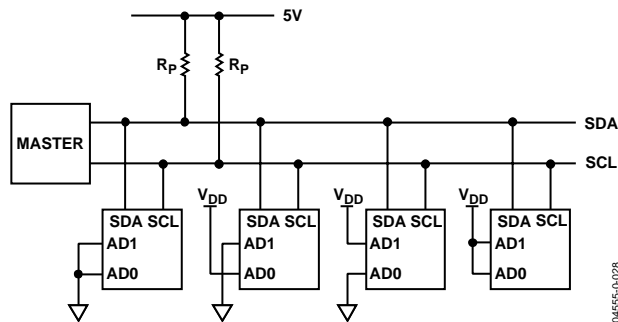 5V
RP RP
SDA
MASTER
SCL
VDD VDD VDD
SDA SCL SDA SCL SDA SCL SDA SCL
AD1 AD1 AD1 AD1
AD0 AD0 AD0 AD0
04555-0-028